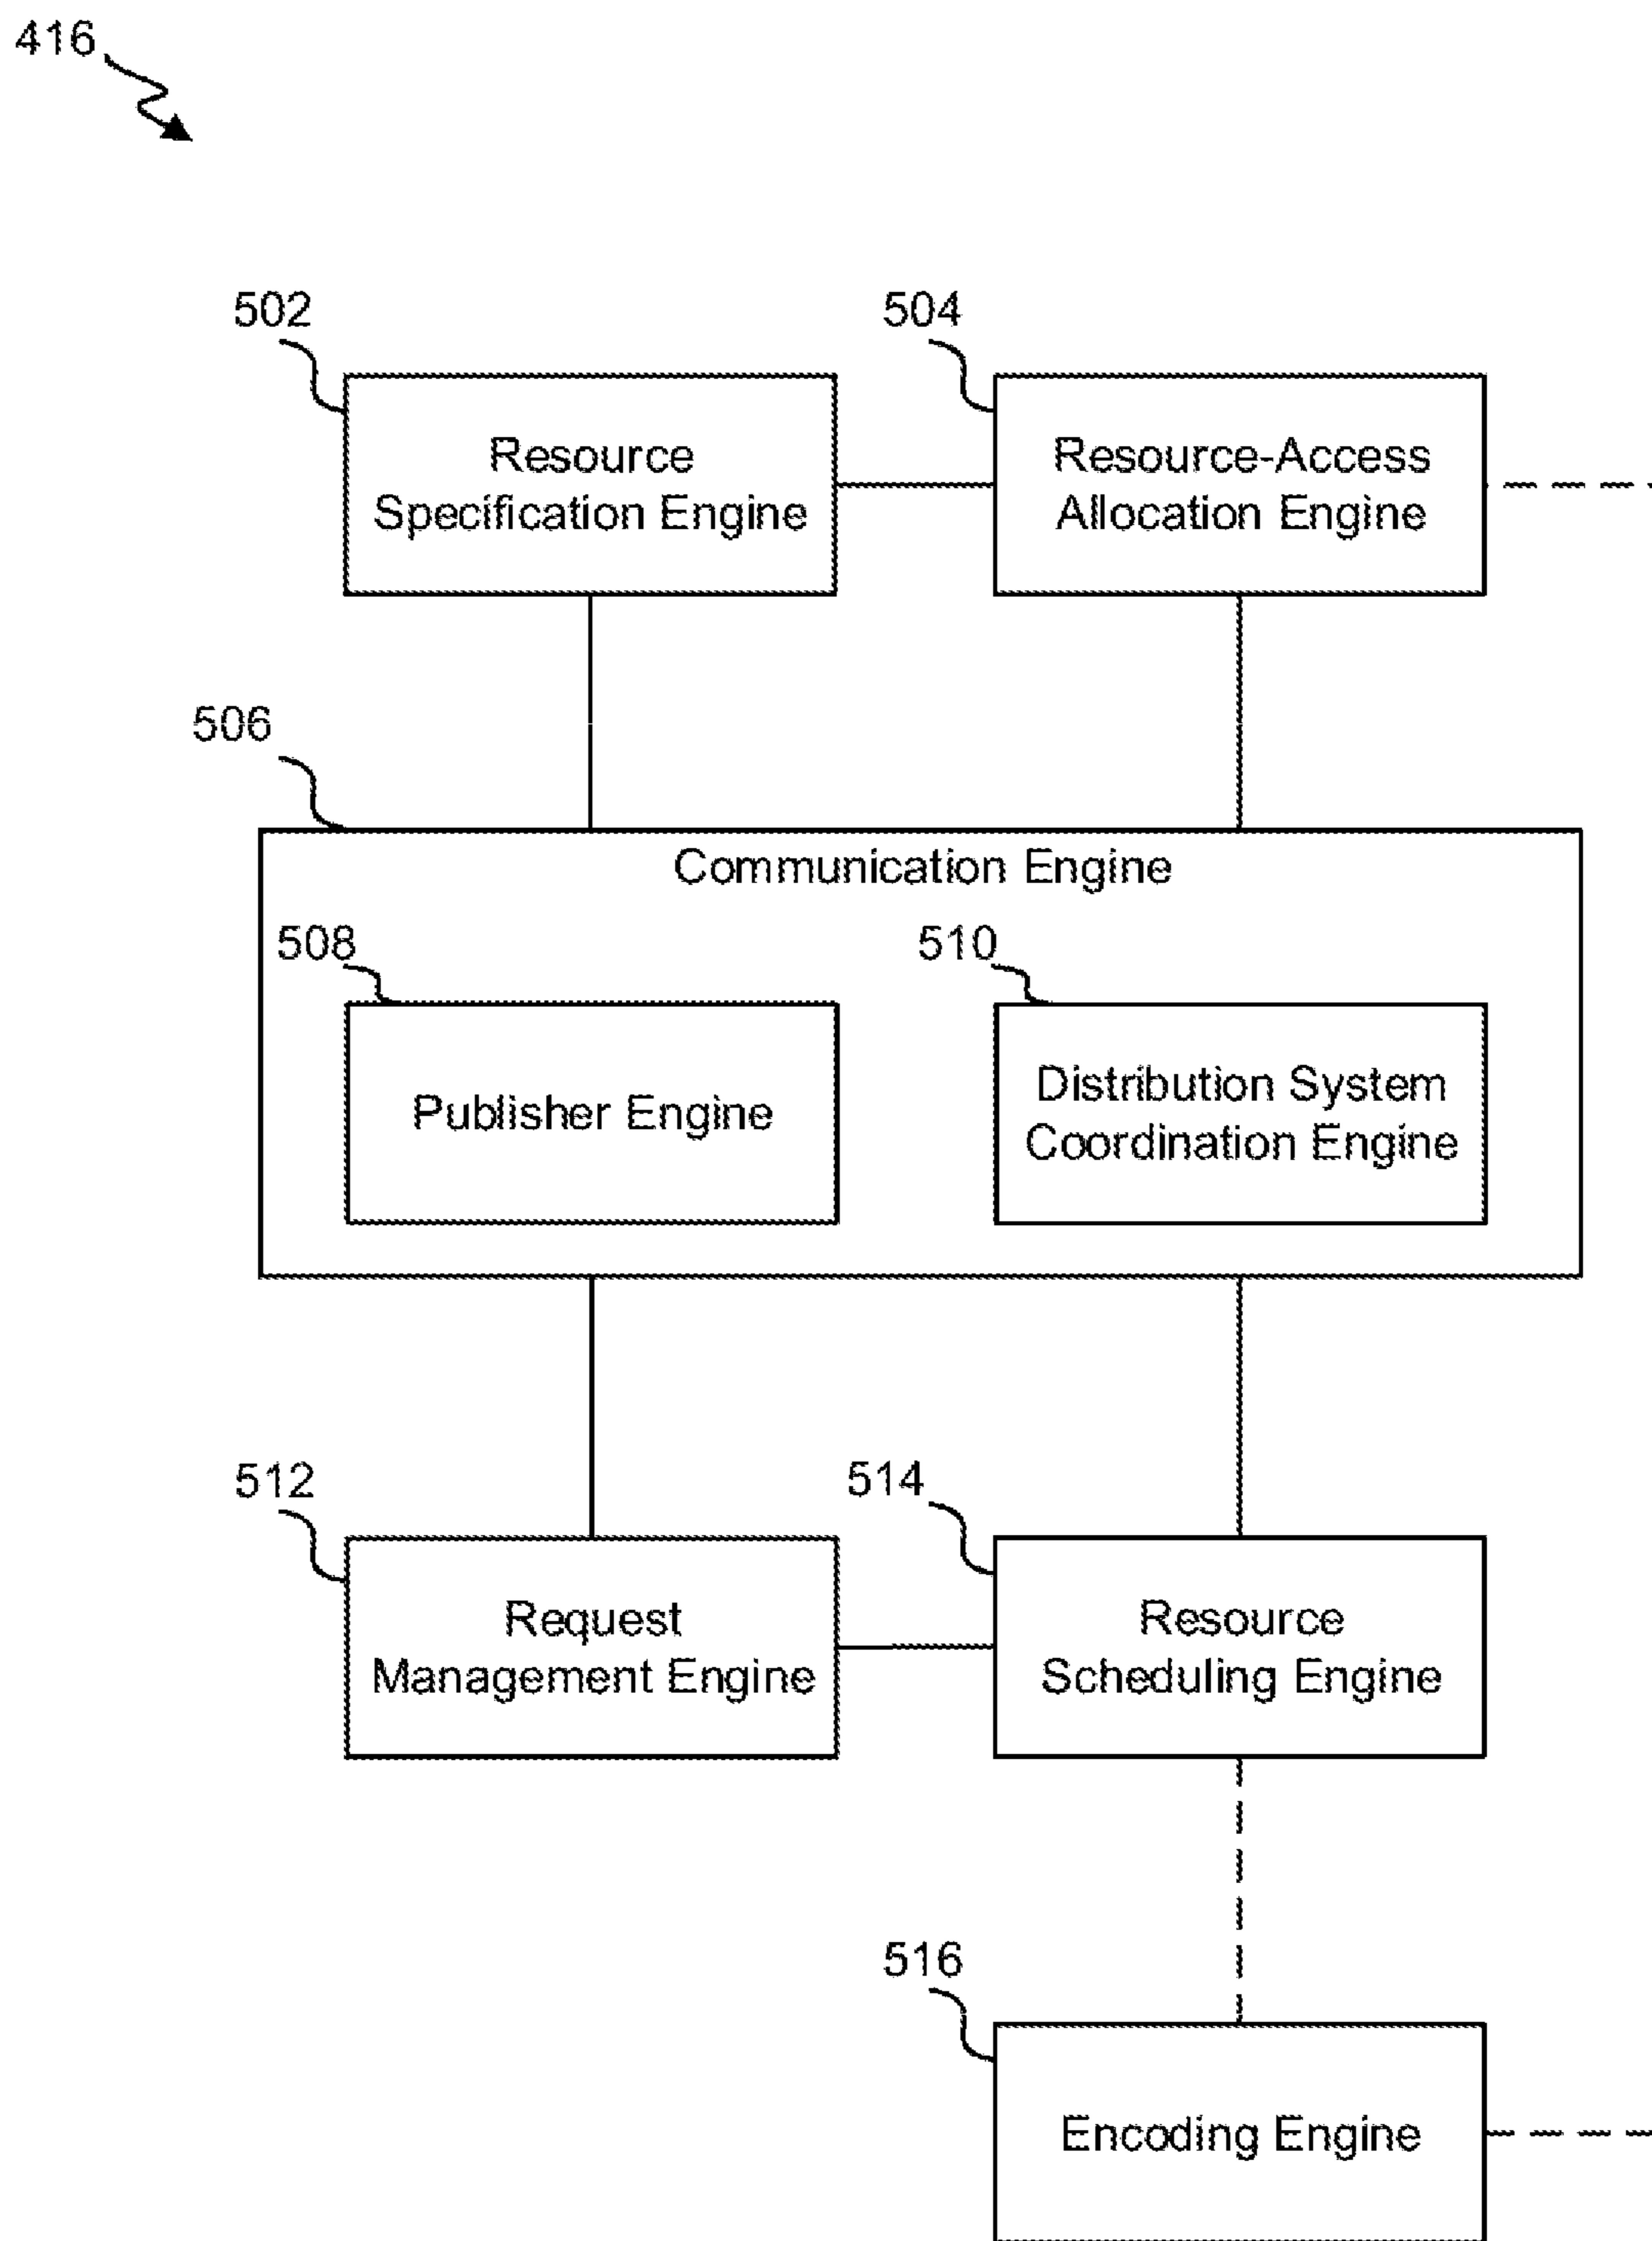 416
502
504
Resource
Specification Engine
Resource-Access
Allocation Engine
506
Communication Engine
508
510
Publisher Engine
Distribution System
Coordination Engine
512
514
Request
Management Engine
Resource
Scheduling Engine
516
Encoding Engine